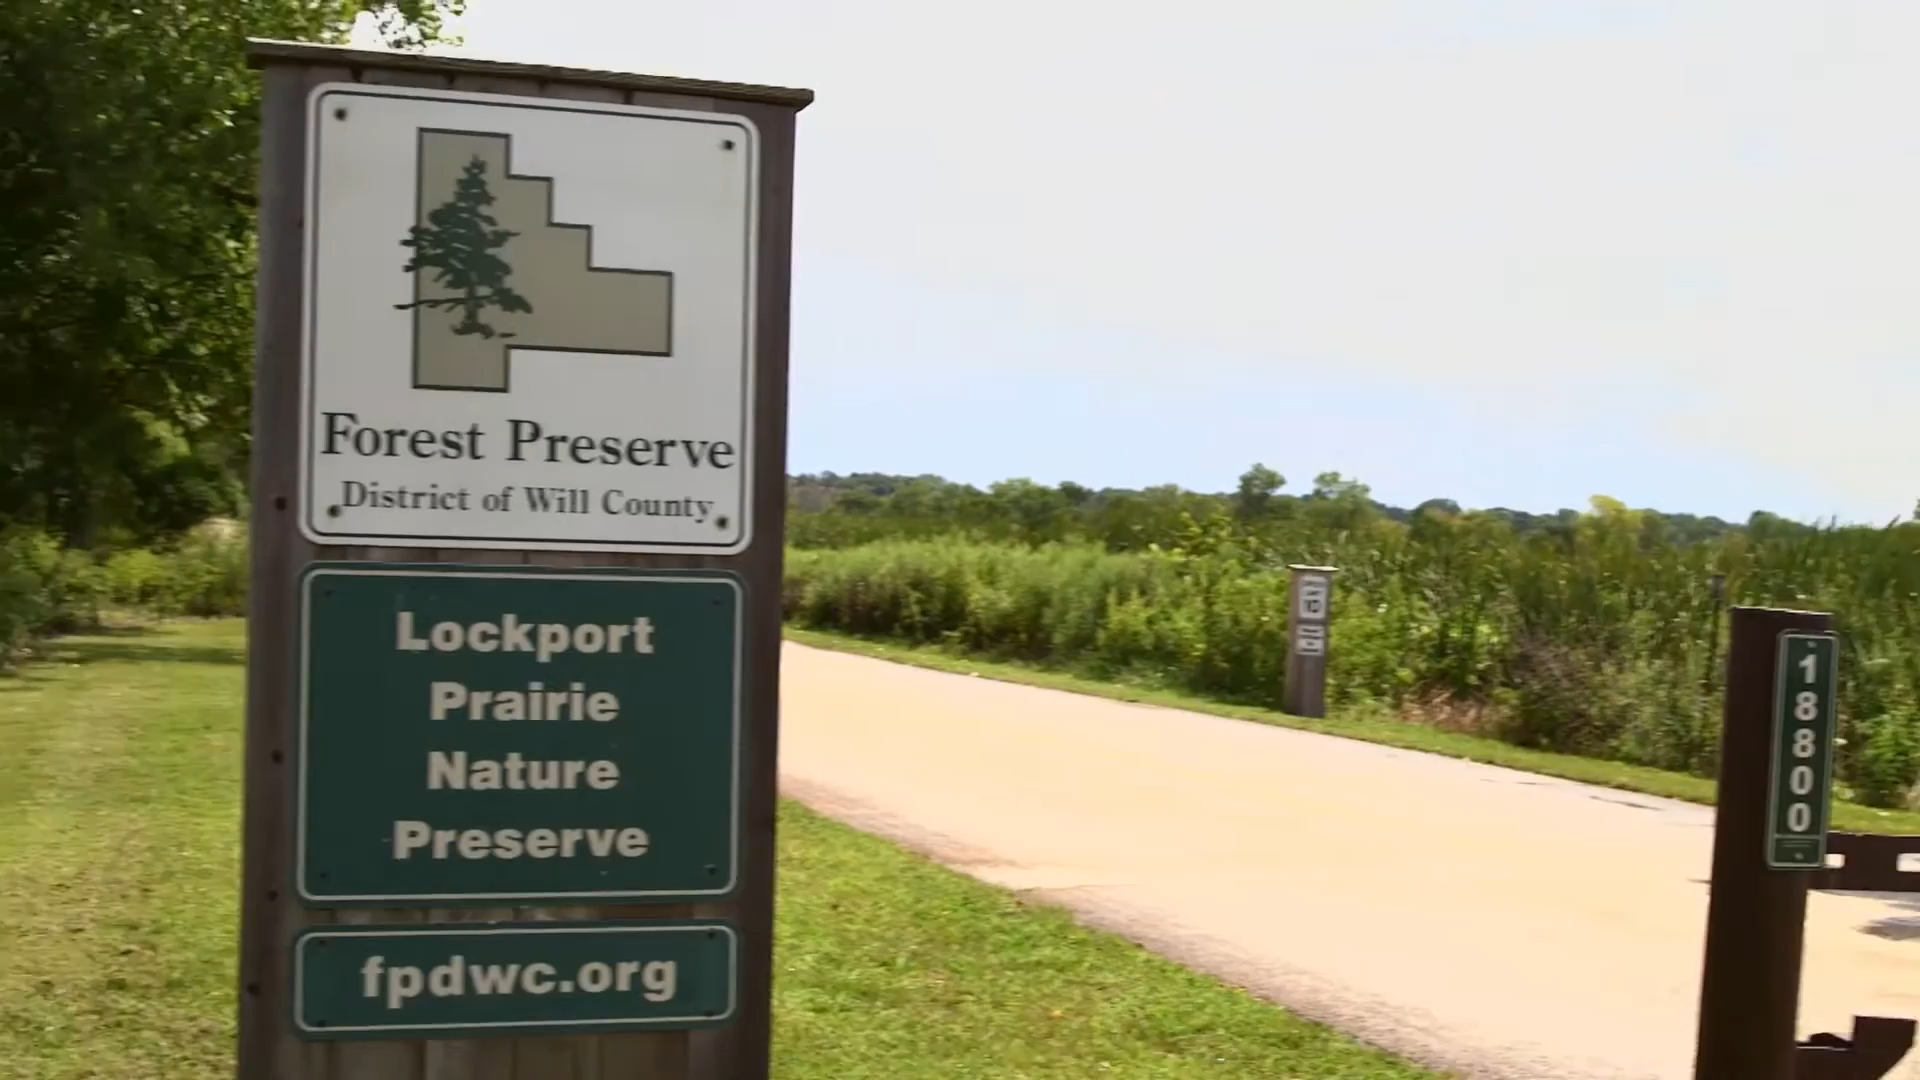 Forest Preserve
District of Will County
Lockport
Prairie
Nature
Preserve
fpdwc.org
18800